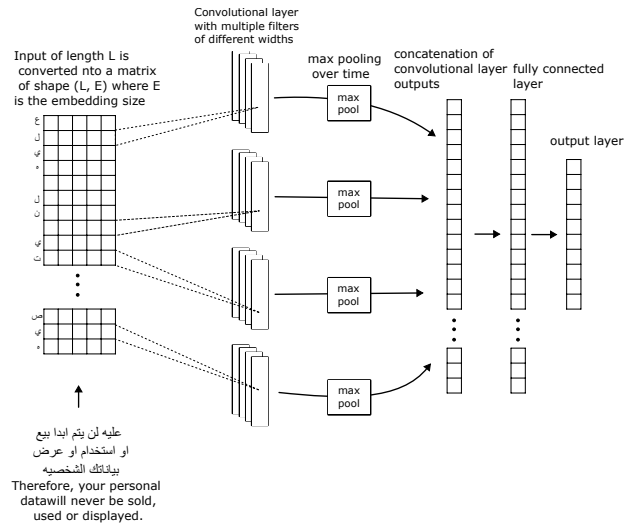 Convolutional layer
with multiple filters
of different widths
Input of length L is
converted nto a matrix
of shape (L, E) where E
is the embedding size
max pooling
over time
concatenation of
convolutional layer
outputs
fully connected
layer
output layer
ع
ل
ي
ه
ل
ن
ي
ت
ص
ي
ه
max
pool
max
pool
max
pool
max
pool
عليه لن يتم ابدا بيع
او استخدام او عرض
بياناتك الشخصيه
Therefore, your personal
datawill never be sold,
used or displayed.